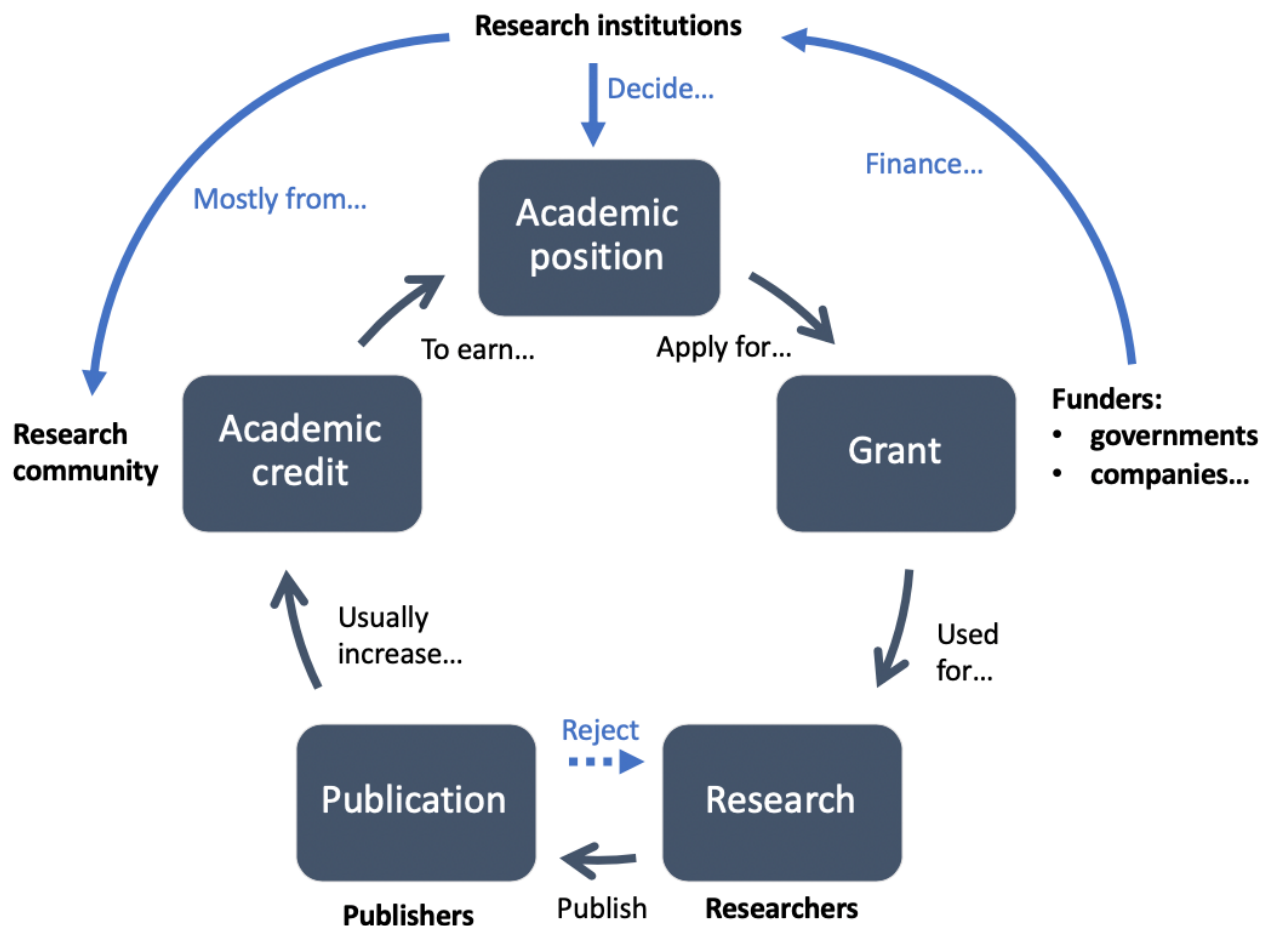 Research institutions
Decide...
Finance...
Mostly from...
Academic
position
To earn...
Apply for...
Academic
credit
Research
community
Grant
Funders:
• governments
• companies...
Usually
increase...
Used
for...
Reject
Publication
Research
Publishers
Publish
Researchers